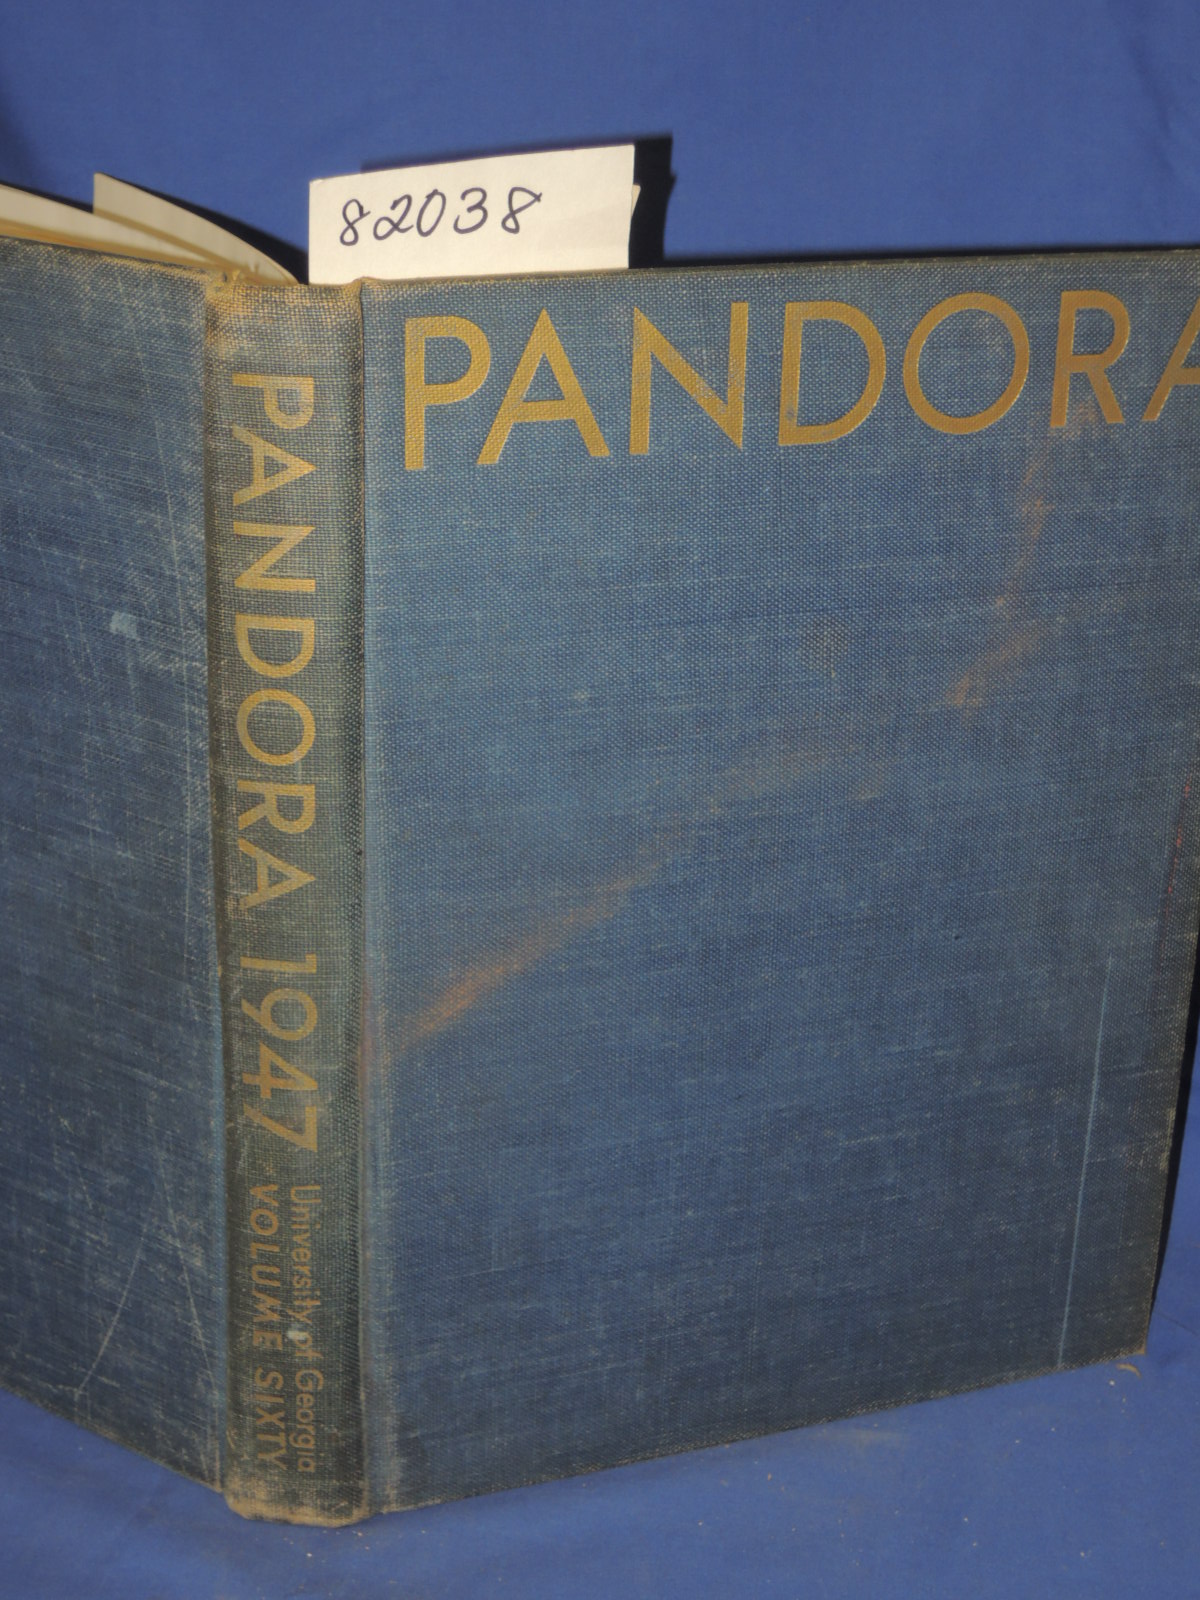 82038
PANDORA
PANDORA 1947
University of Georgia
VOLUME SIXTY